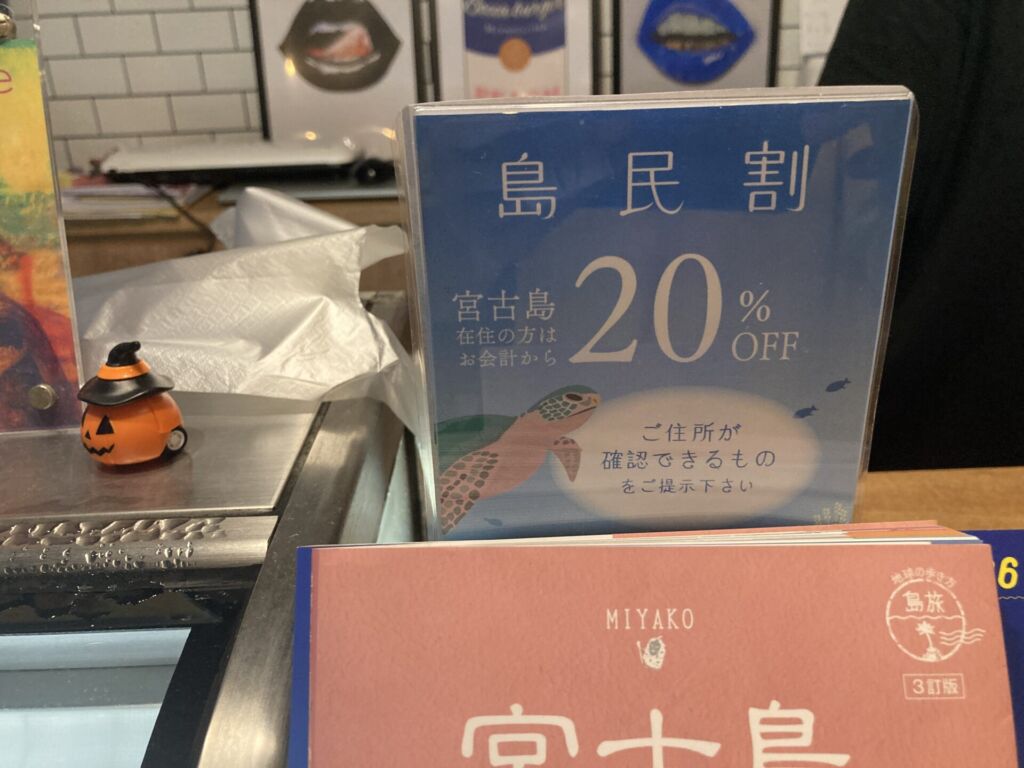 島民割
宮古島
在住の方は
お会計から
20%
OFF
ご住所が
確認できるもの
をご提示下さい
MIYAKO
地球の歩き方
島旅
3訂版
宮古島
6
e